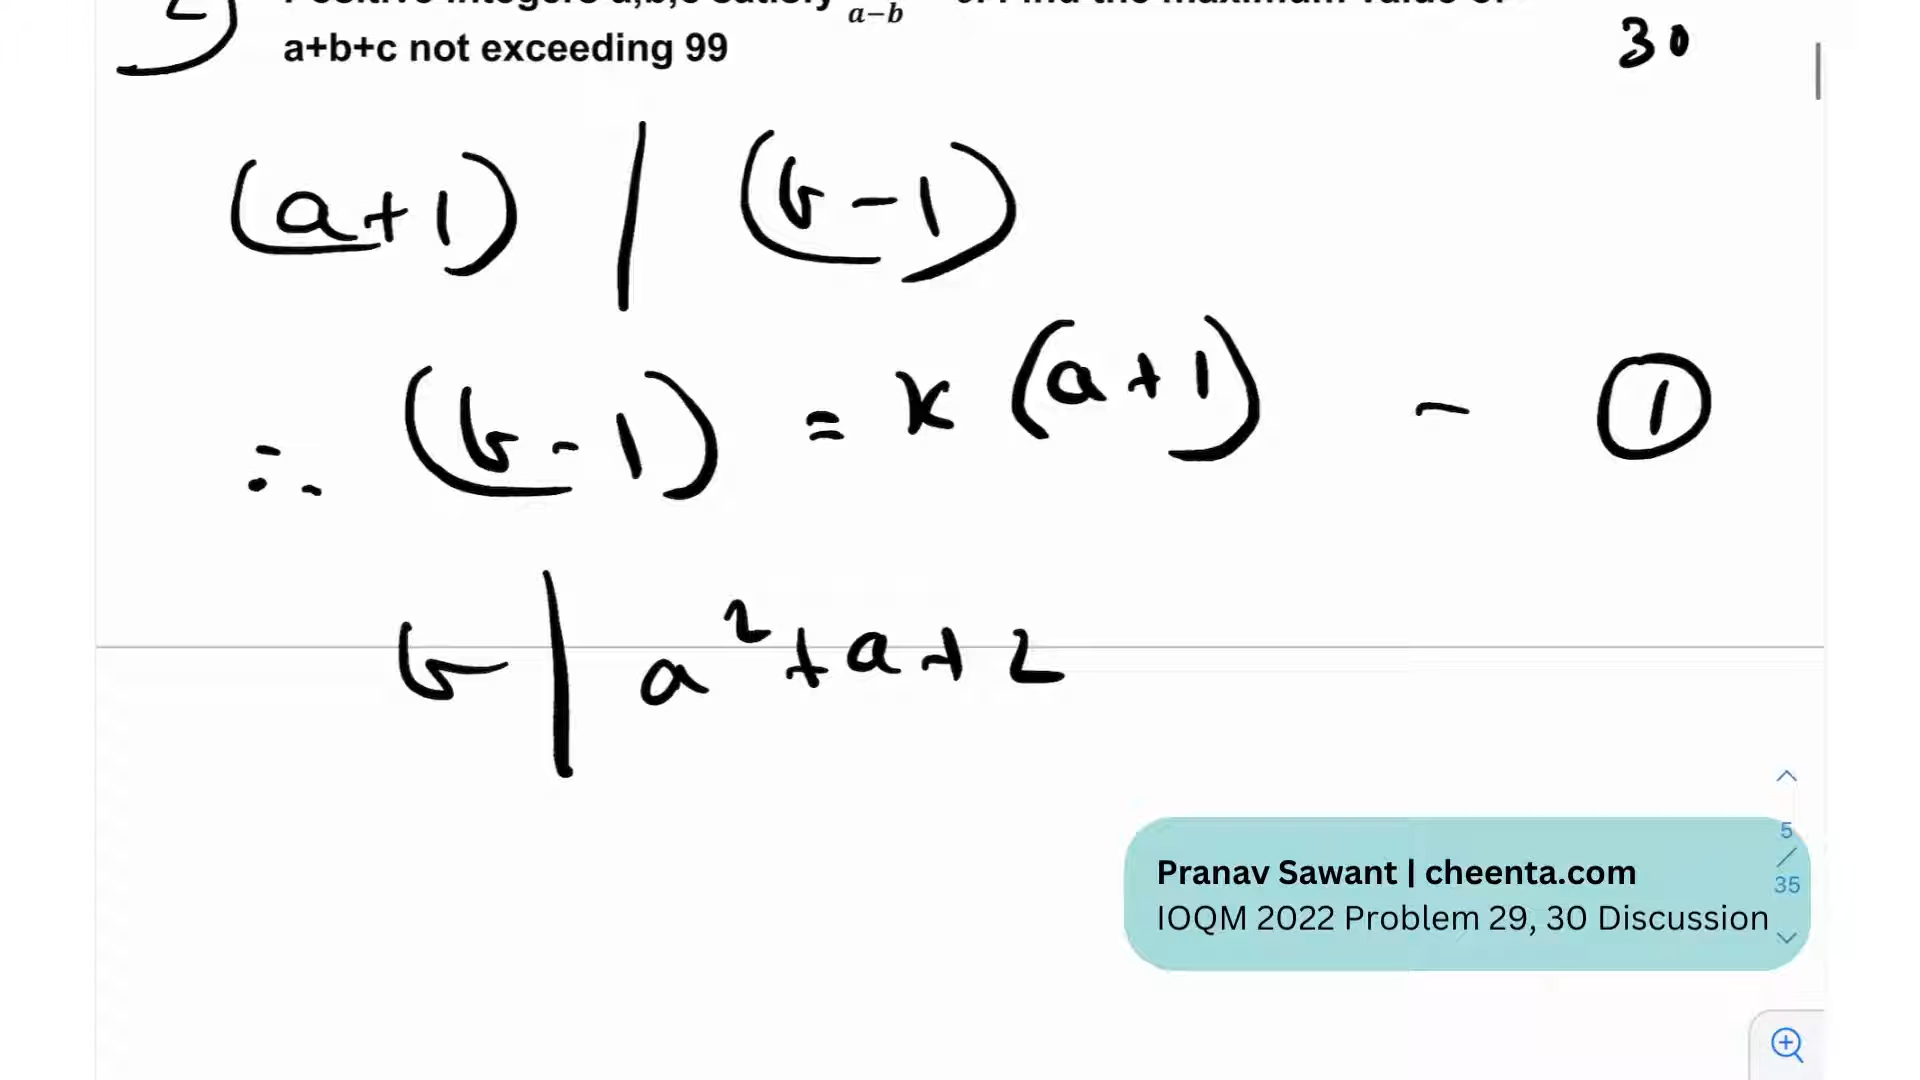 a-b
a+b+c not exceeding 99
30
(a+1) | (b-1)
∴ (b-1) = k (a+1) - ①
b | a²+a+2
5
/
35
Pranav Sawant | cheenta.com
IOQM 2022 Problem 29, 30 Discussion